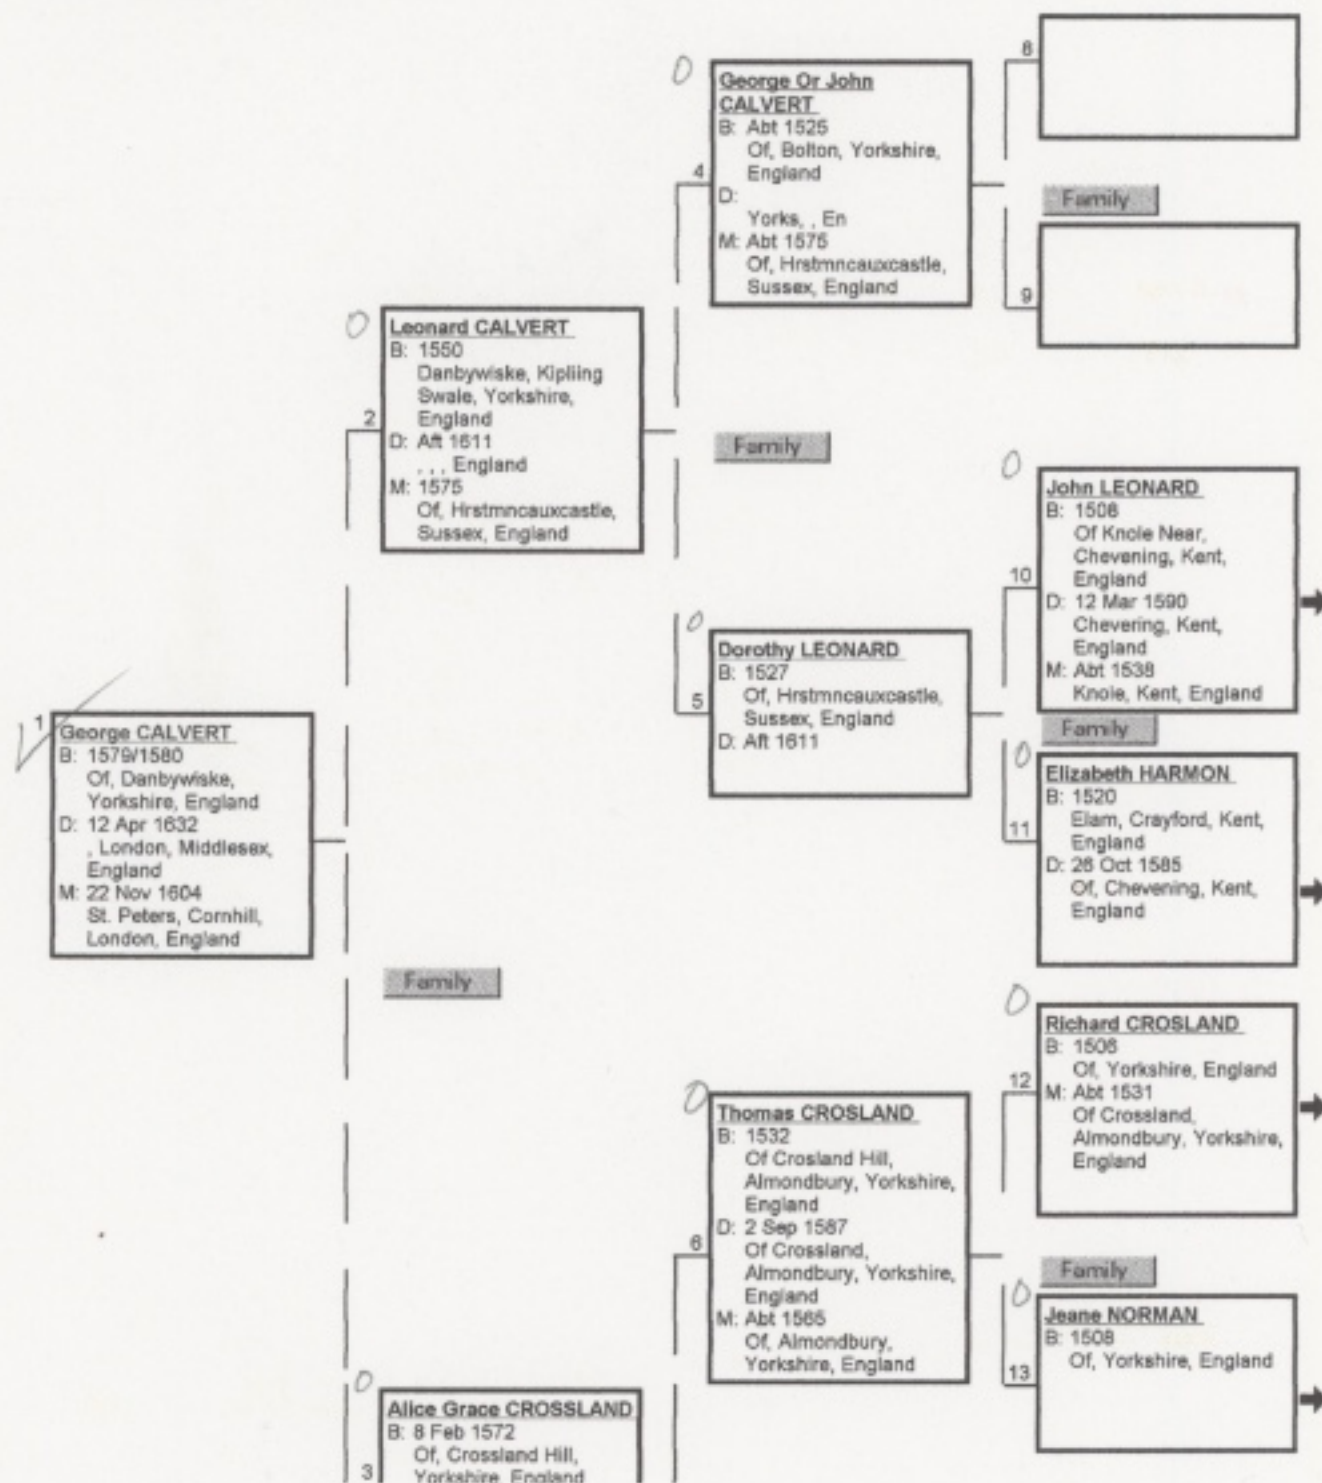 8
George Or John
CALVERT
B: Abt 1525
Of, Bolton, Yorkshire,
England
4
D:
Yorks, , En
M: Abt 1575
Of, Hrstmncauxcastle,
Sussex, England
Family
9
Leonard CALVERT
B: 1550
Danbywiske, Kipliing
Swale, Yorkshire,
England
2
D: Aft 1611
, , , England
M: 1575
Of, Hrstmncauxcastle,
Sussex, England
Family
John LEONARD
B: 1508
Of Knole Near,
Chevening, Kent,
England
10
D: 12 Mar 1590
Chevering, Kent,
England
M: Abt 1538
Knole, Kent, England
Dorothy LEONARD
B: 1527
Of, Hrstmncauxcastle,
Sussex, England
5
D: Aft 1611
Family
1
George CALVERT
B: 1579/1580
Of, Danbywiske,
Yorkshire, England
D: 12 Apr 1632
, London, Middlesex,
England
M: 22 Nov 1604
St. Peters, Cornhill,
London, England
Elizabeth HARMON
B: 1520
Elam, Crayford, Kent,
England
11
D: 26 Oct 1585
Of, Chevening, Kent,
England
Family
Richard CROSLAND
B: 1506
Of, Yorkshire, England
12
M: Abt 1531
Of Crossland,
Almondbury, Yorkshire,
England
Thomas CROSLAND
B: 1532
Of Crosland Hill,
Almondbury, Yorkshire,
England
D: 2 Sep 1587
6
Of Crossland,
Almondbury, Yorkshire,
England
M: Abt 1565
Of, Almondbury,
Yorkshire, England
Family
Jeane NORMAN
B: 1508
Of, Yorkshire, England
13
Alice Grace CROSSLAND
B: 8 Feb 1572
Of, Crossland Hill,
3
Yorkshire, England